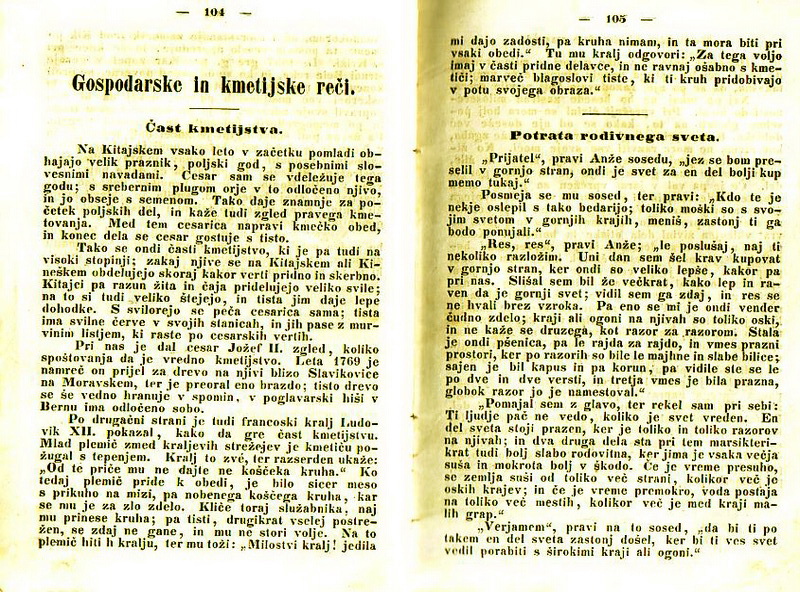 — 104 —
Gospodarske in kmetijske reči.
Čast kmetijstva.
Na Kitajskem vsako leto v začetku pomladi ob-
hajajo velik praznik, poljski god, s posebnimi slo-
vesnimi navadami. Cesar sam se vdeležuje tega
godu; s srebernim plugom orje v to odločeno njivo,
in jo obseje s semenom. Tako daje znamnje za po-
četek poljskih del, in kaže tudi zgled pravega kme-
tovanja. Med tem cesarica napravi kmečko obed,
in konec dela se cesar gostuje s tisto.
Tako se ondi časti kmetijstvo, ki je pa tudi na
visoki stopinji; zakaj njive se na Kitajskem ali Ki-
neškem obdelujejo skoraj kakor verti pridno in skerbno.
Kitajci pa razun žita in čaja pridelujejo veliko svile;
na to si tudi veliko štejejo, in tista jim daje lepe
dohodke. S svilorejo se peča cesarica sama; tista
ima svilne červe v svojih stanicah, in jih pase z mur-
vinim listjem, ki raste po cesarskih vertih.
Pri nas je dal cesar Jožef II. zgled, koliko
spoštovanja da je vredno kmetijstvo. Leta 1769 je
namreč on prijel za drevo na njivi blizo Slavikovice
na Moravskem, ter je preoral eno brazdo; tisto drevo
se še vedno hranuje v spomin, v poglavarski hiši v
Bernu ima odločeno sobo.
Po drugačni strani je tudi francoski kralj Ludo-
vik XII. pokazal, kako da gre čast kmetijstvu.
Mlad plemič zmed kraljevih strežejev je kmetiču po-
žugal s tepenjem. Kralj to zvé, ter razserden ukaže:
„Od te priče mu ne dajte ne koščeka kruha.“ Ko
tedaj plemič pride k obedi, je bilo sicer meso
s prikuho na mizi, pa nobenega koščega kruha, kar
se mu je za zlo zdelo. Kliče toraj služabnika, naj
mu prinese kruha; pa tisti, drugikrat vselej postre-
žen, se zdaj ne gane, in mu ne stori volje. Na to
plemič hiti h kralju, ter mu toži: „Milostvi kralj! jedila
— 105 —
mi dajo zadosti, pa kruha nimam, in ta mora biti pri
vsaki obedi.“ Tu mu kralj odgovori: „Za tega voljo
imaj v časti pridne delavce, in ne ravnaj ošabno s kme-
tiči; marveč blagoslovi tiste, ki ti kruh pridobivajo
v potu svojega obraza.“
Potrata rodivnega sveta.
„Prijatel“, pravi Anže sosedu, „jez se bom pre-
selil v gornjo stran, ondi je svet za en del bolji kup
memo tukaj.“
Posmeja se mu sosed, ter pravi: „Kdo te je
nekje oslepil s tako bedarijo; toliko moški so s svo-
jim svetom v gornjih krajih, meniš, zastonj ti ga
bodo ponujali.“
„Res, res“, pravi Anže; „le poslušaj, naj ti
nekoliko razložim. Uni dan sem šel krav kupovat
v gornjo stran, ker ondi so veliko lepše, kakor pa
pri nas. Slišal sem bil že večkrat, kako lep in ra-
ven da je gornji svet; vidil sem ga zdaj, in res se
ne hvali brez vzroka. Pa eno se mi je ondi vender
čudno zdelo; kraji ali ogoni na njivah so toliko oski,
in ne kaže se druzega, kot razor za razorom. Stala
je ondi pšenica, pa le rajda za rajdo, in vmes prazni
prostori, ker po razorih so bile le majhne in slabe bilice;
sajen je bil kapus in pa korun, pa vidile ste se le
po dve in dve versti, in tretja vmes je bila prazna,
globok razor jo je namestoval.“
„Pomajal sem z glavo, ter rekel sam pri sebi:
Ti ljudje pač ne vedo, koliko je svet vreden. En
del sveta stoji prazen, ker je toliko in toliko razorov
na njivah; in dva druga dela sta pri tem marsikteri-
krat tudi bolj slabo rodovitna, ker jima je vsaka večja
suša in mokrota bolj v škodo. Če je vreme presuho,
se zemlja suši od toliko več strani, kolikor več je
oskih krajev; in če je vreme premokro, voda postaja
na toliko več mestih, kolikor več je med kraji ma-
lih grap.“
„Verjamem“, pravi na to sosed, „da bi ti po
takem en del sveta zastonj došel, ker bi ti ves svet
vedil porabiti s širokimi kraji ali ogoni.“